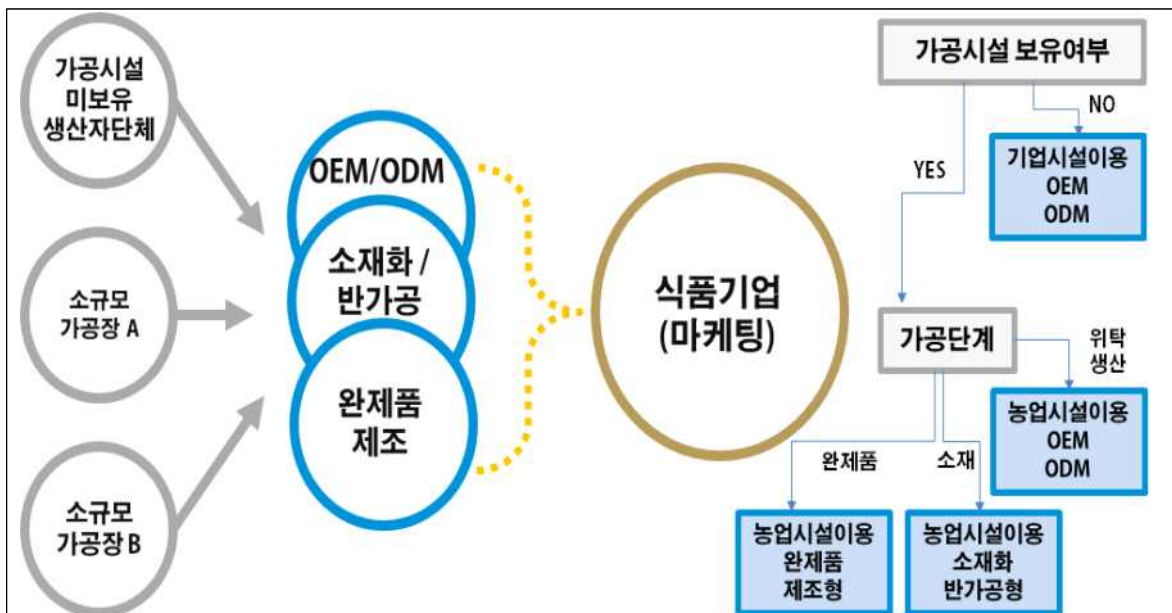 가공시설
미보유
생산자단체
소규모
가공장 A
소규모
가공장 B
OEM/ODM
소재화 /
반가공
완제품
제조
식품기업
(마케팅)
가공시설 보유여부
NO
YES
기업시설이용
OEM
ODM
가공단계
위탁
생산
농업시설이용
OEM
ODM
완제품
소재
농업시설이용
완제품
제조형
농업시설이용
소재화
반가공형